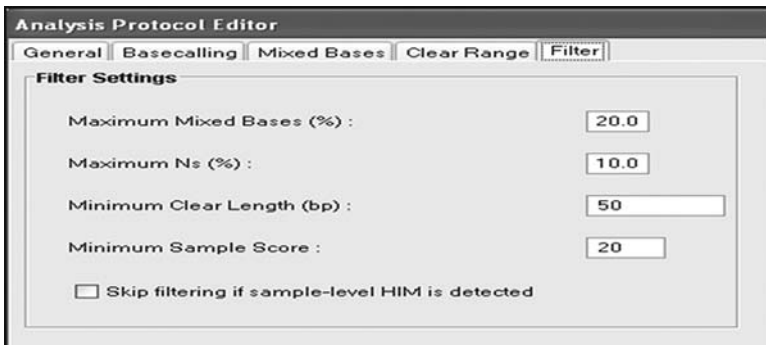 Analysis Protocol Editor
General Basecalling Mixed Bases Clear Range Filter
Filter Settings
Maximum Mixed Bases (%) : 20.0
Maximum Ns (%) : 10.0
Minimum Clear Length (bp) : 50
Minimum Sample Score : 20
Skip filtering if sample-level HIM is detected